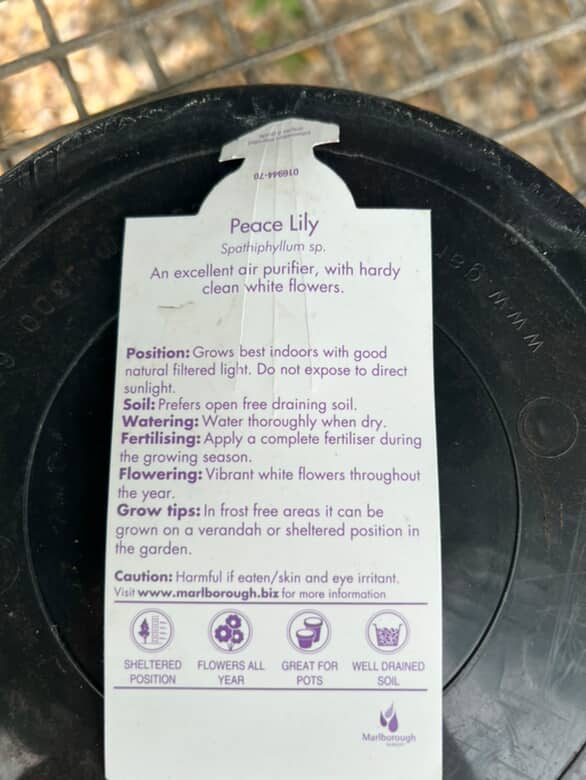 016944-70
Peace Lily
Spathiphyllum sp.
An excellent air purifier, with hardy
clean white flowers.
Position: Grows best indoors with good
natural filtered light. Do not expose to direct
sunlight.
Soil: Prefers open free draining soil.
Watering: Water thoroughly when dry.
Fertilising: Apply a complete fertiliser during
the growing season.
Flowering: Vibrant white flowers throughout
the year.
Grow tips: In frost free areas it can be
grown on a verandah or sheltered position in
the garden.
Caution: Harmful if eaten/skin and eye irritant.
Visit www.marlborough.biz for more information
SHELTERED
POSITION
FLOWERS ALL
YEAR
GREAT FOR
POTS
WELL DRAINED
SOIL
Marlborough
www.gar